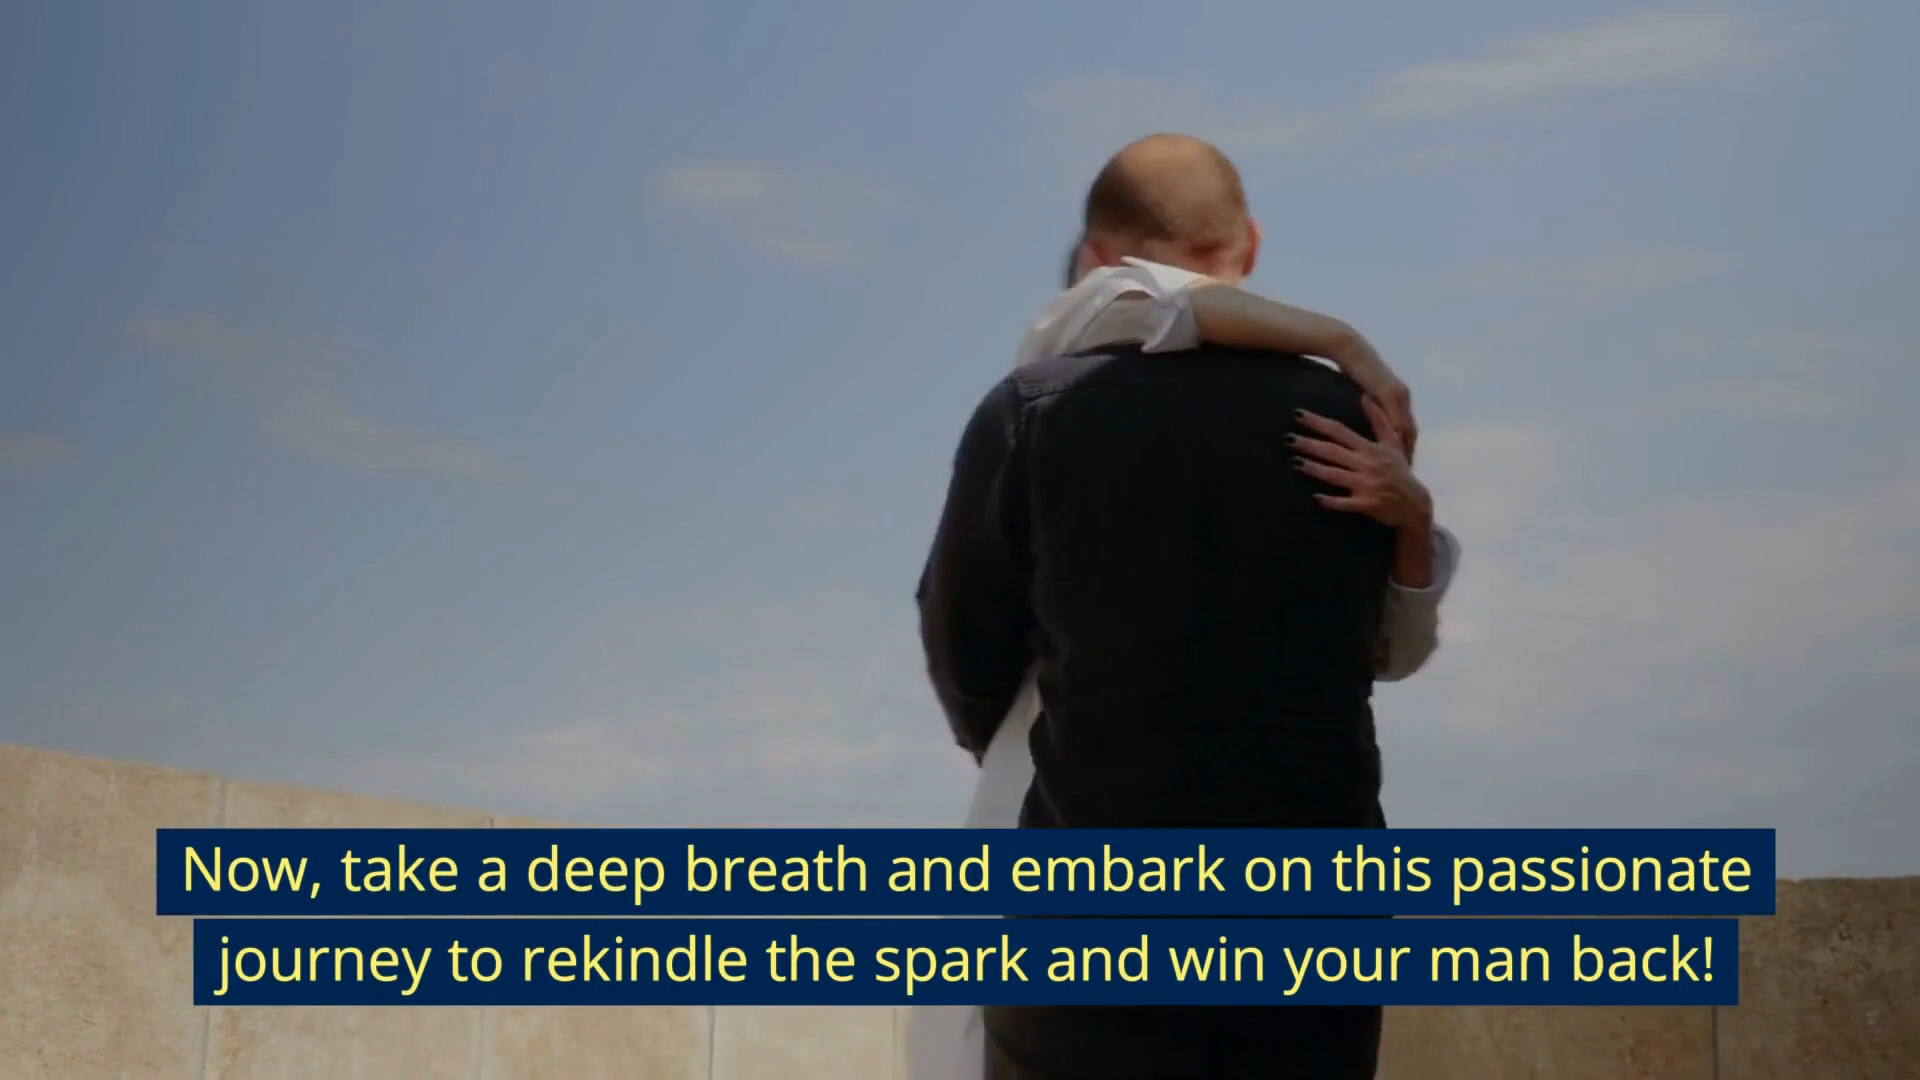 Now, take a deep breath and embark on this passionate
journey to rekindle the spark and win your man back!